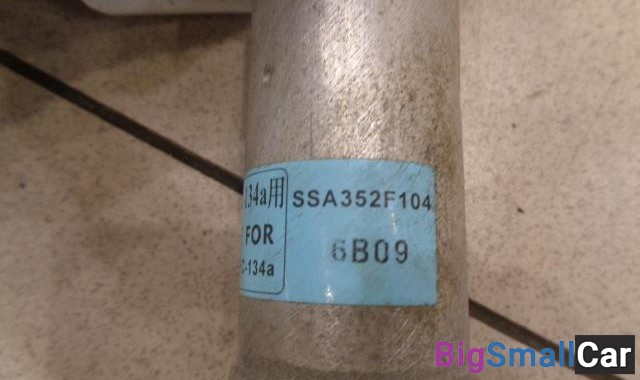 134a用
FOR
C-134a
SSA352F104
6B09
BigSmallCar